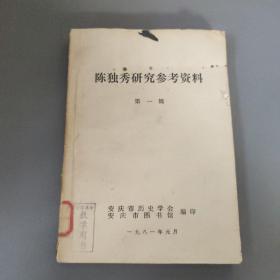 陈独秀研究参考资料
第一辑
安庆市历史学会
安庆市图书馆
编印
一九八一年元月